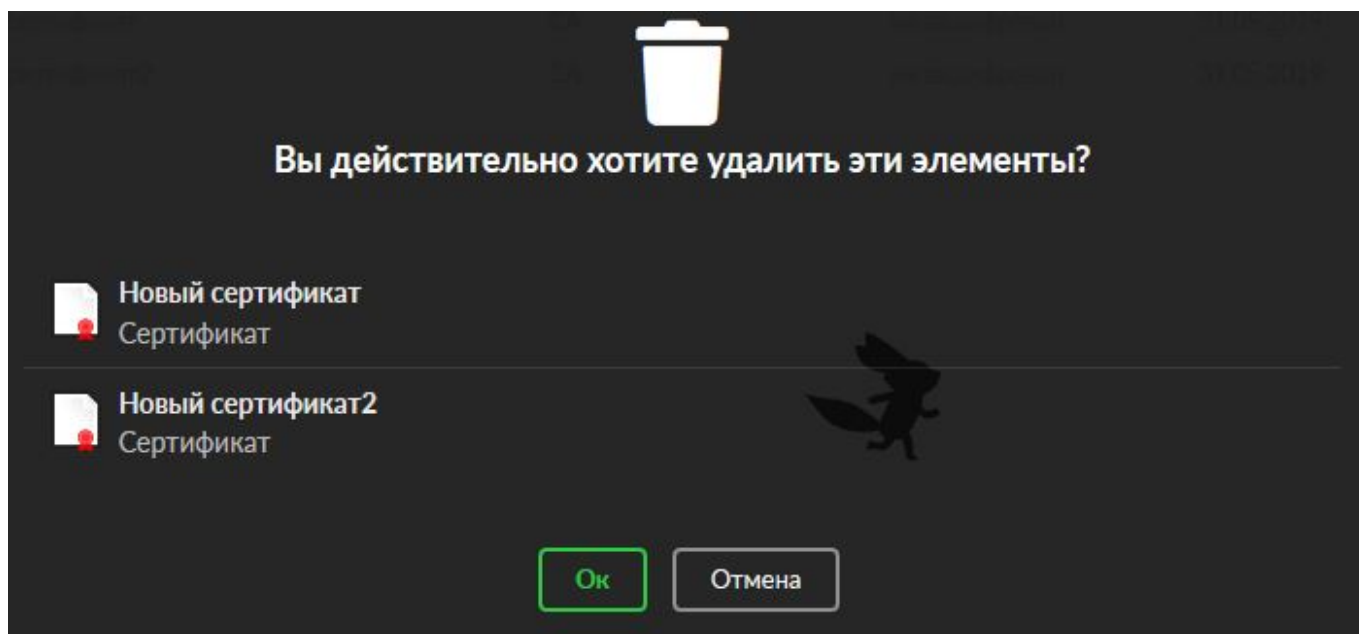 Вы действительно хотите удалить эти элементы?
Новый сертификат
Сертификат
Новый сертификат2
Сертификат
Ок
Отмена